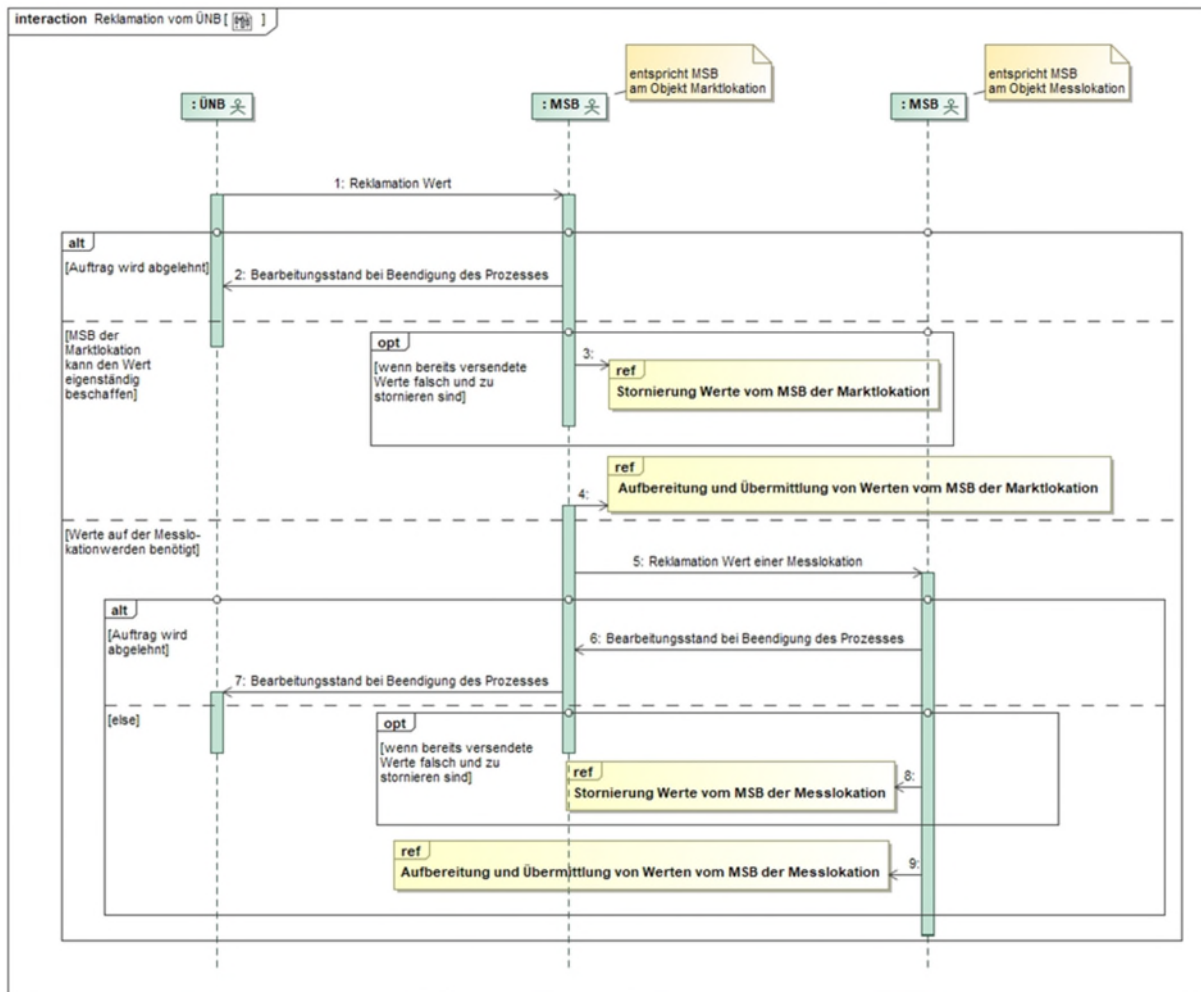 interaction Reklamation vom ÜNB [ ]
entspricht MSB
am Objekt Marktlokation
entspricht MSB
am Objekt Messlokation
: ÜNB
: MSB
: MSB
1: Reklamation Wert
alt
[Auftrag wird abgelehnt]
2: Bearbeitungsstand bei Beendigung des Prozesses
[MSB der
Marktlokation
kann den Wert
eigenständig
beschaffen]
opt
[wenn bereits versendete
Werte falsch und zu
stornieren sind]
3:
ref
Stornierung Werte vom MSB der Marktlokation
ref
Aufbereitung und Übermittlung von Werten vom MSB der Marktlokation
4:
[Werte auf der Messlo-
kationwerden benötigt]
5: Reklamation Wert einer Messlokation
alt
[Auftrag wird
abgelehnt]
6: Bearbeitungsstand bei Beendigung des Prozesses
7: Bearbeitungsstand bei Beendigung des Prozesses
[else]
opt
[wenn bereits versendete
Werte falsch und zu
stornieren sind]
ref
Stornierung Werte vom MSB der Messlokation
8:
ref
Aufbereitung und Übermittlung von Werten vom MSB der Messlokation
9: